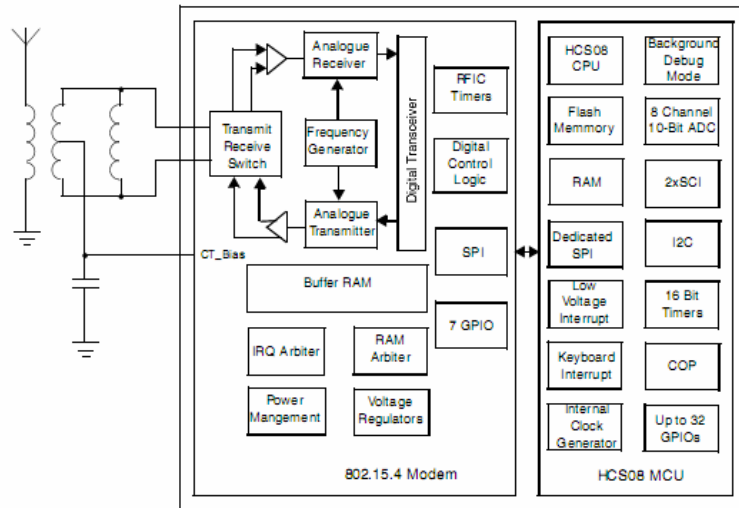 Analogue
Receiver
Transmit
Receive
Switch
Frequency
Generator
Analogue
Transmitter
Digital Transceiver
RFIC
Timers
Digital
Control
Logic
SPI
7 GPIO
CT_Bias
Buffer RAM
IRQ Arbiter
RAM
Arbiter
Power
Mangement
Voltage
Regulators
802.15.4 Modem
HCS08
CPU
Background
Debug
Mode
Flash
Memmory
8 Channel
10-Bit ADC
RAM
2xSCI
Dedicated
SPI
I2C
Low
Voltage
Interrupt
16 Bit
Timers
Keyboard
Interrupt
COP
Internal
Clock
Generator
Up to 32
GPIOs
HCS08 MCU